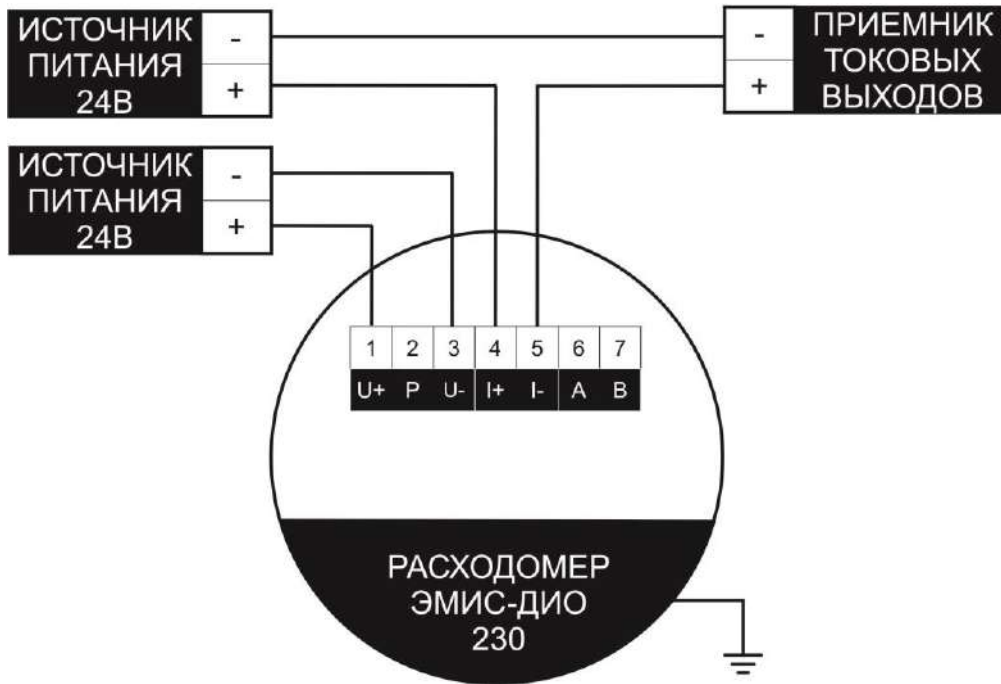 ИСТОЧНИК
ПИТАНИЯ
24В
-
+
-
+
ПРИЕМНИК
ТОКОВЫХ
ВЫХОДОВ
ИСТОЧНИК
ПИТАНИЯ
24В
-
+
1 2 3 4 5 6 7
U+ P U- I+ I- A B
РАСХОДОМЕР
ЭМИС-ДИО
230